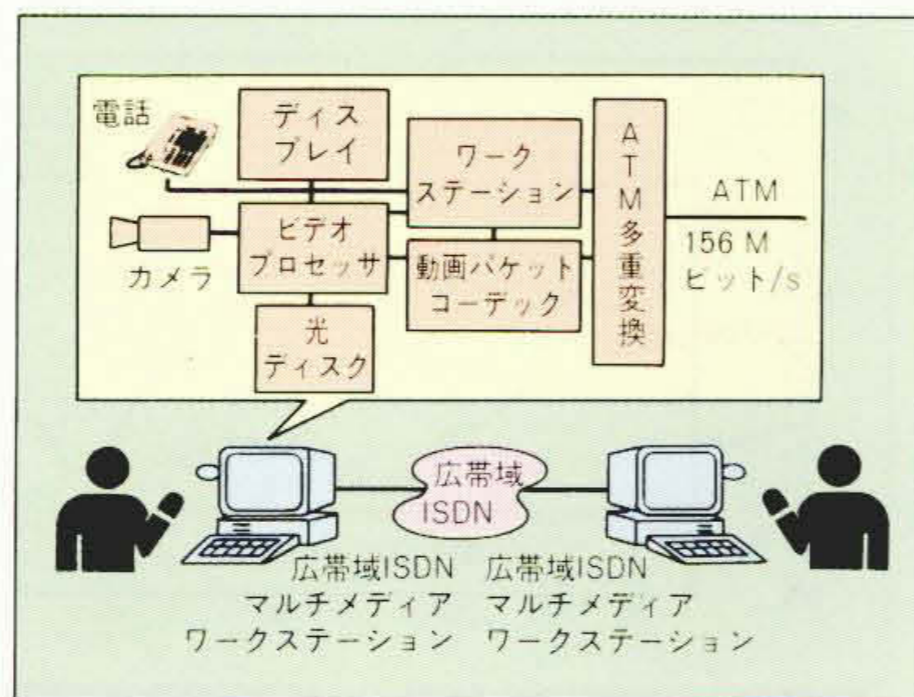 電話
ディス
プレイ
ワーク
ステーション
ATM多重変換
ATM
156 M
ビット/s
カメラ
ビデオ
プロセッサ
動画パケット
コーデック
光
ディスク
広帯域
ISDN
広帯域ISDN
マルチメディア
ワークステーション
広帯域ISDN
マルチメディア
ワークステーション